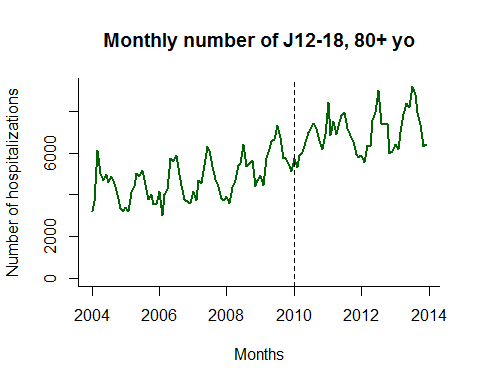 Monthly number of J12-18, 80+ yo
Number of hospitalizations
6000
2000
0
2004 2006 2008 2010 2012 2014
Months